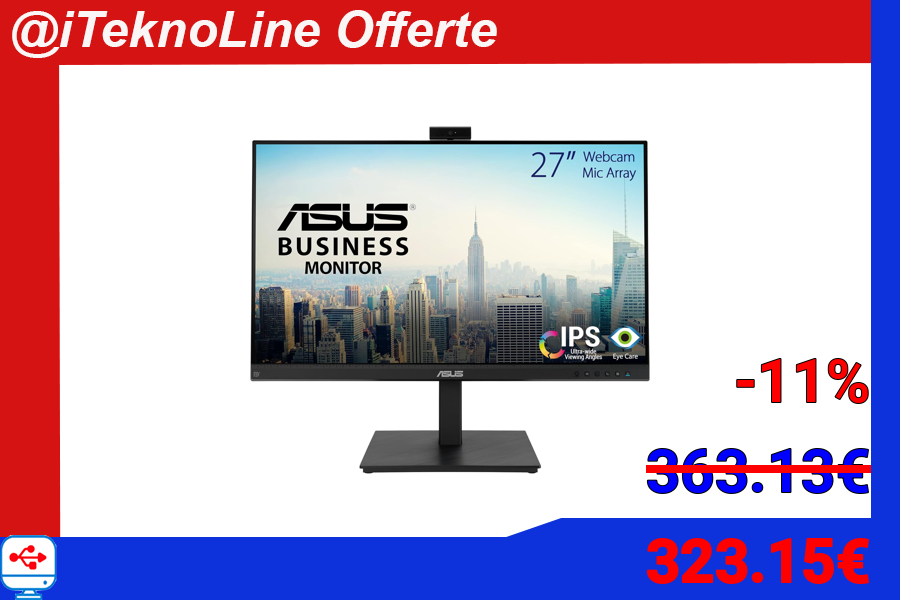 @iTeknoLine Offerte
27" Webcam
Mic Array
ASUS®
BUSINESS
MONITOR
IPS
Ultra-wide
Viewing Angles
Eye Care
ASUS
-11%
363.13€
323.15€